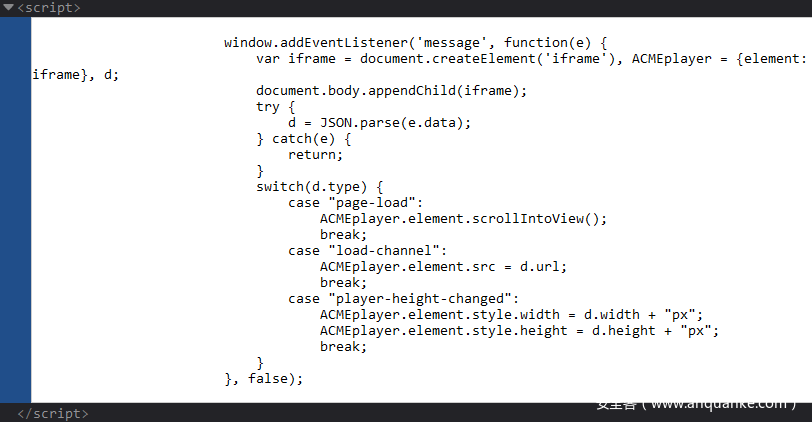 <script>
window.addEventListener('message', function(e) {
var iframe = document.createElement('iframe'), ACMEplayer = {element:
iframe}, d;
document.body.appendChild(iframe);
try {
d = JSON.parse(e.data);
} catch(e) {
return;
}
switch(d.type) {
case "page-load":
ACMEplayer.element.scrollIntoView();
break;
case "load-channel":
ACMEplayer.element.src = d.url;
break;
case "player-height-changed":
ACMEplayer.element.style.width = d.width + "px";
ACMEplayer.element.style.height = d.height + "px";
break;
}
}, false);
安全客 ( www.anquanke.com )
</script>